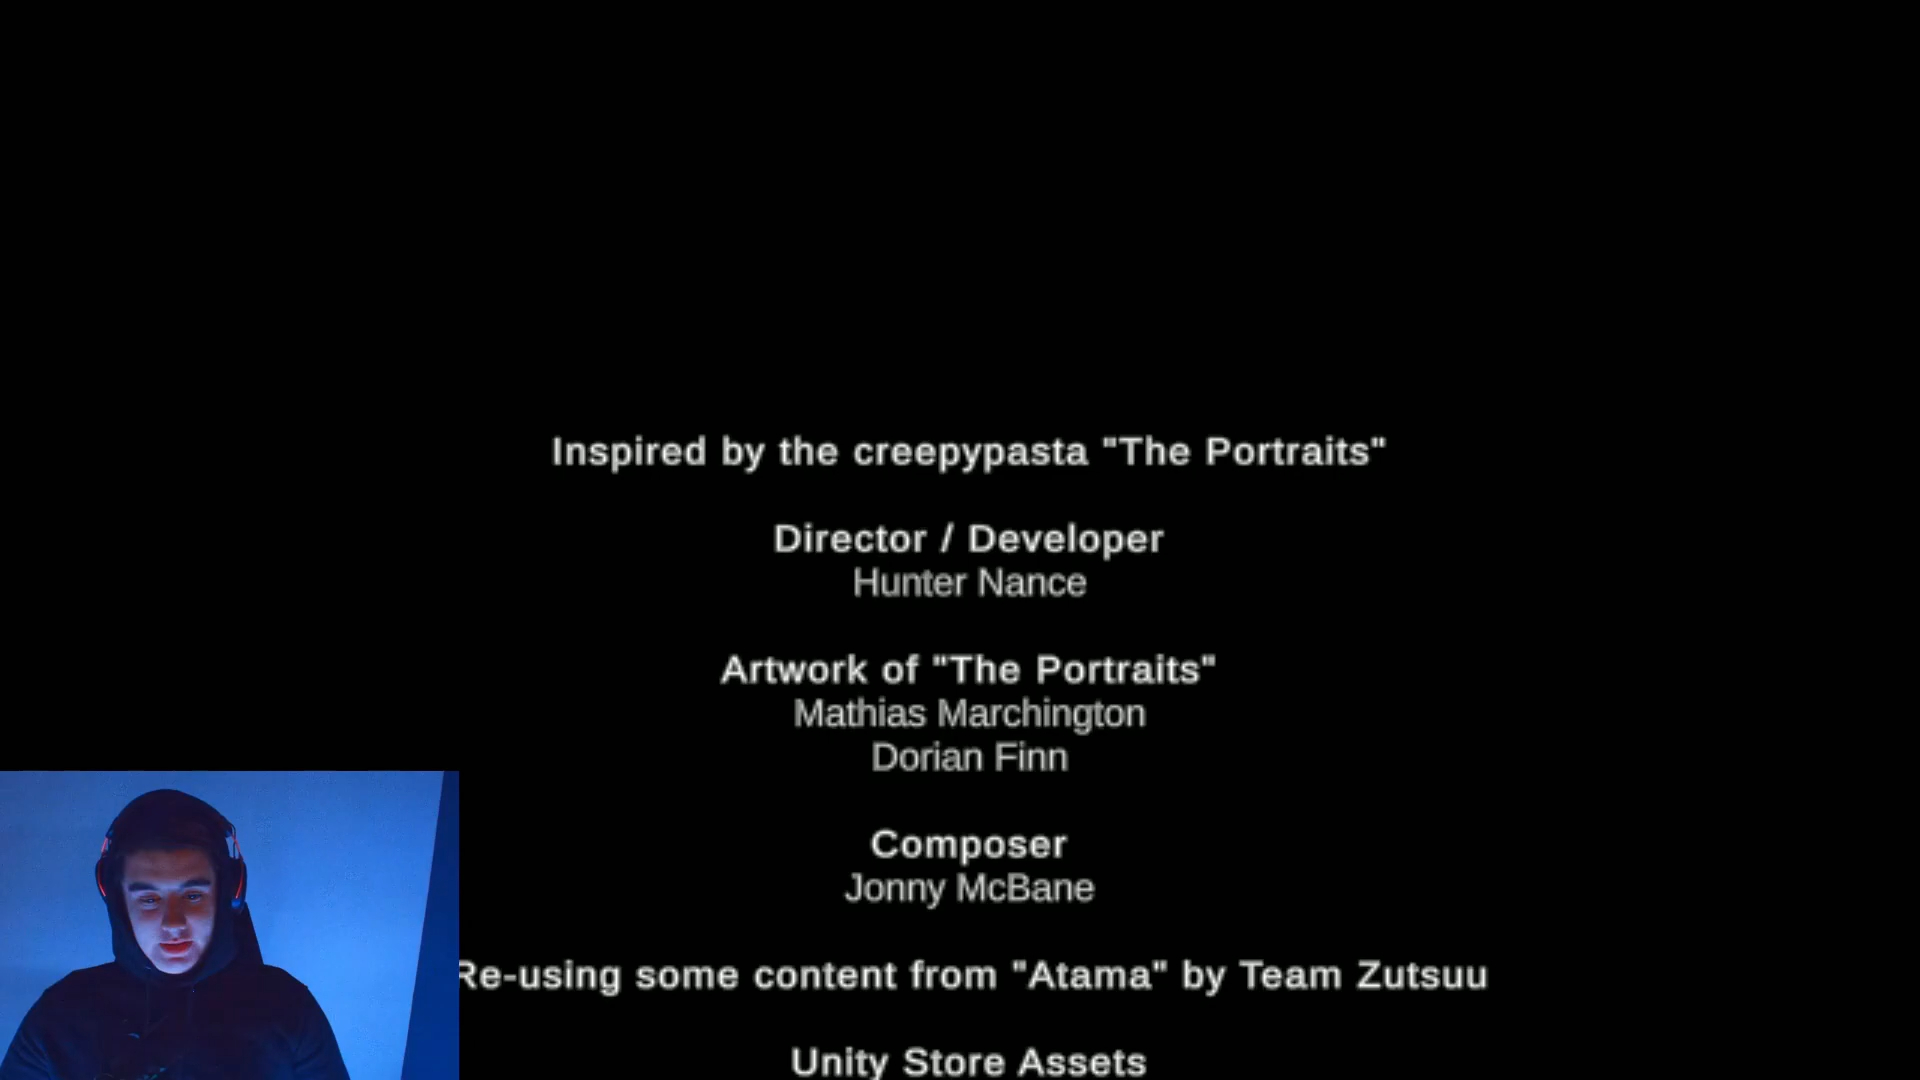 Inspired by the creepypasta "The Portraits"
Director / Developer
Hunter Nance
Artwork of "The Portraits"
Mathias Marchington
Dorian Finn
Composer
Jonny McBane
Re-using some content from "Atama" by Team Zutsuu
Unity Store Assets